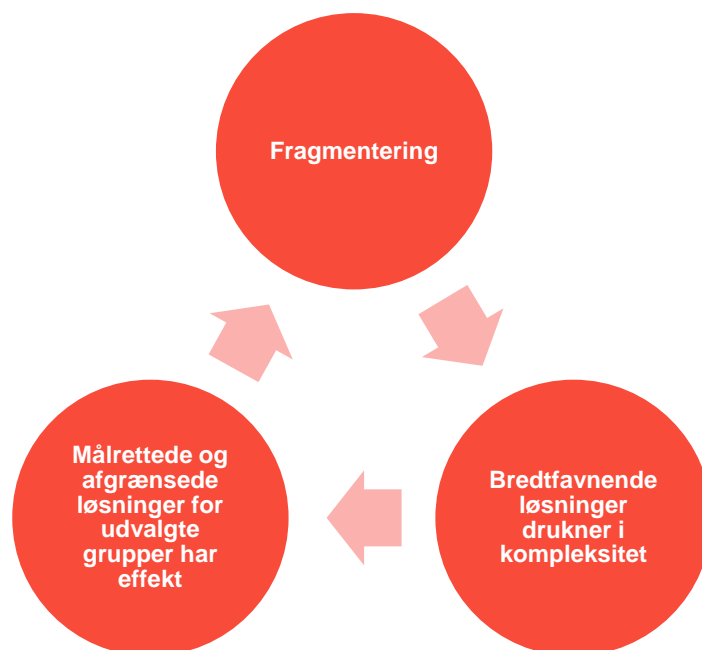 Fragmentering
Målrettede og
afgrænsede
løsninger for
udvalgte
grupper har
effekt
Bredtfavnende
løsninger
drukner i
kompleksitet